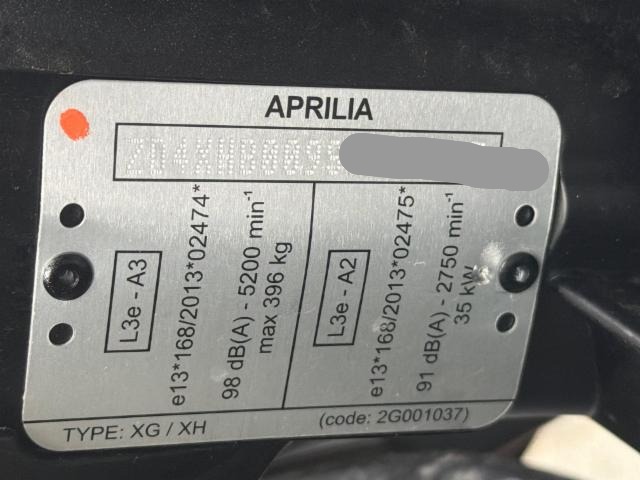 APRILIA
L3e - A3
e13*168/2013*02474*
98 dB(A) - 5200 min-1
max 396 kg
L3e - A2
e13*168/2013*02475*
91 dB(A) - 2750 min-1
35 kW
TYPE: XG / XH
(code: 2G001037)